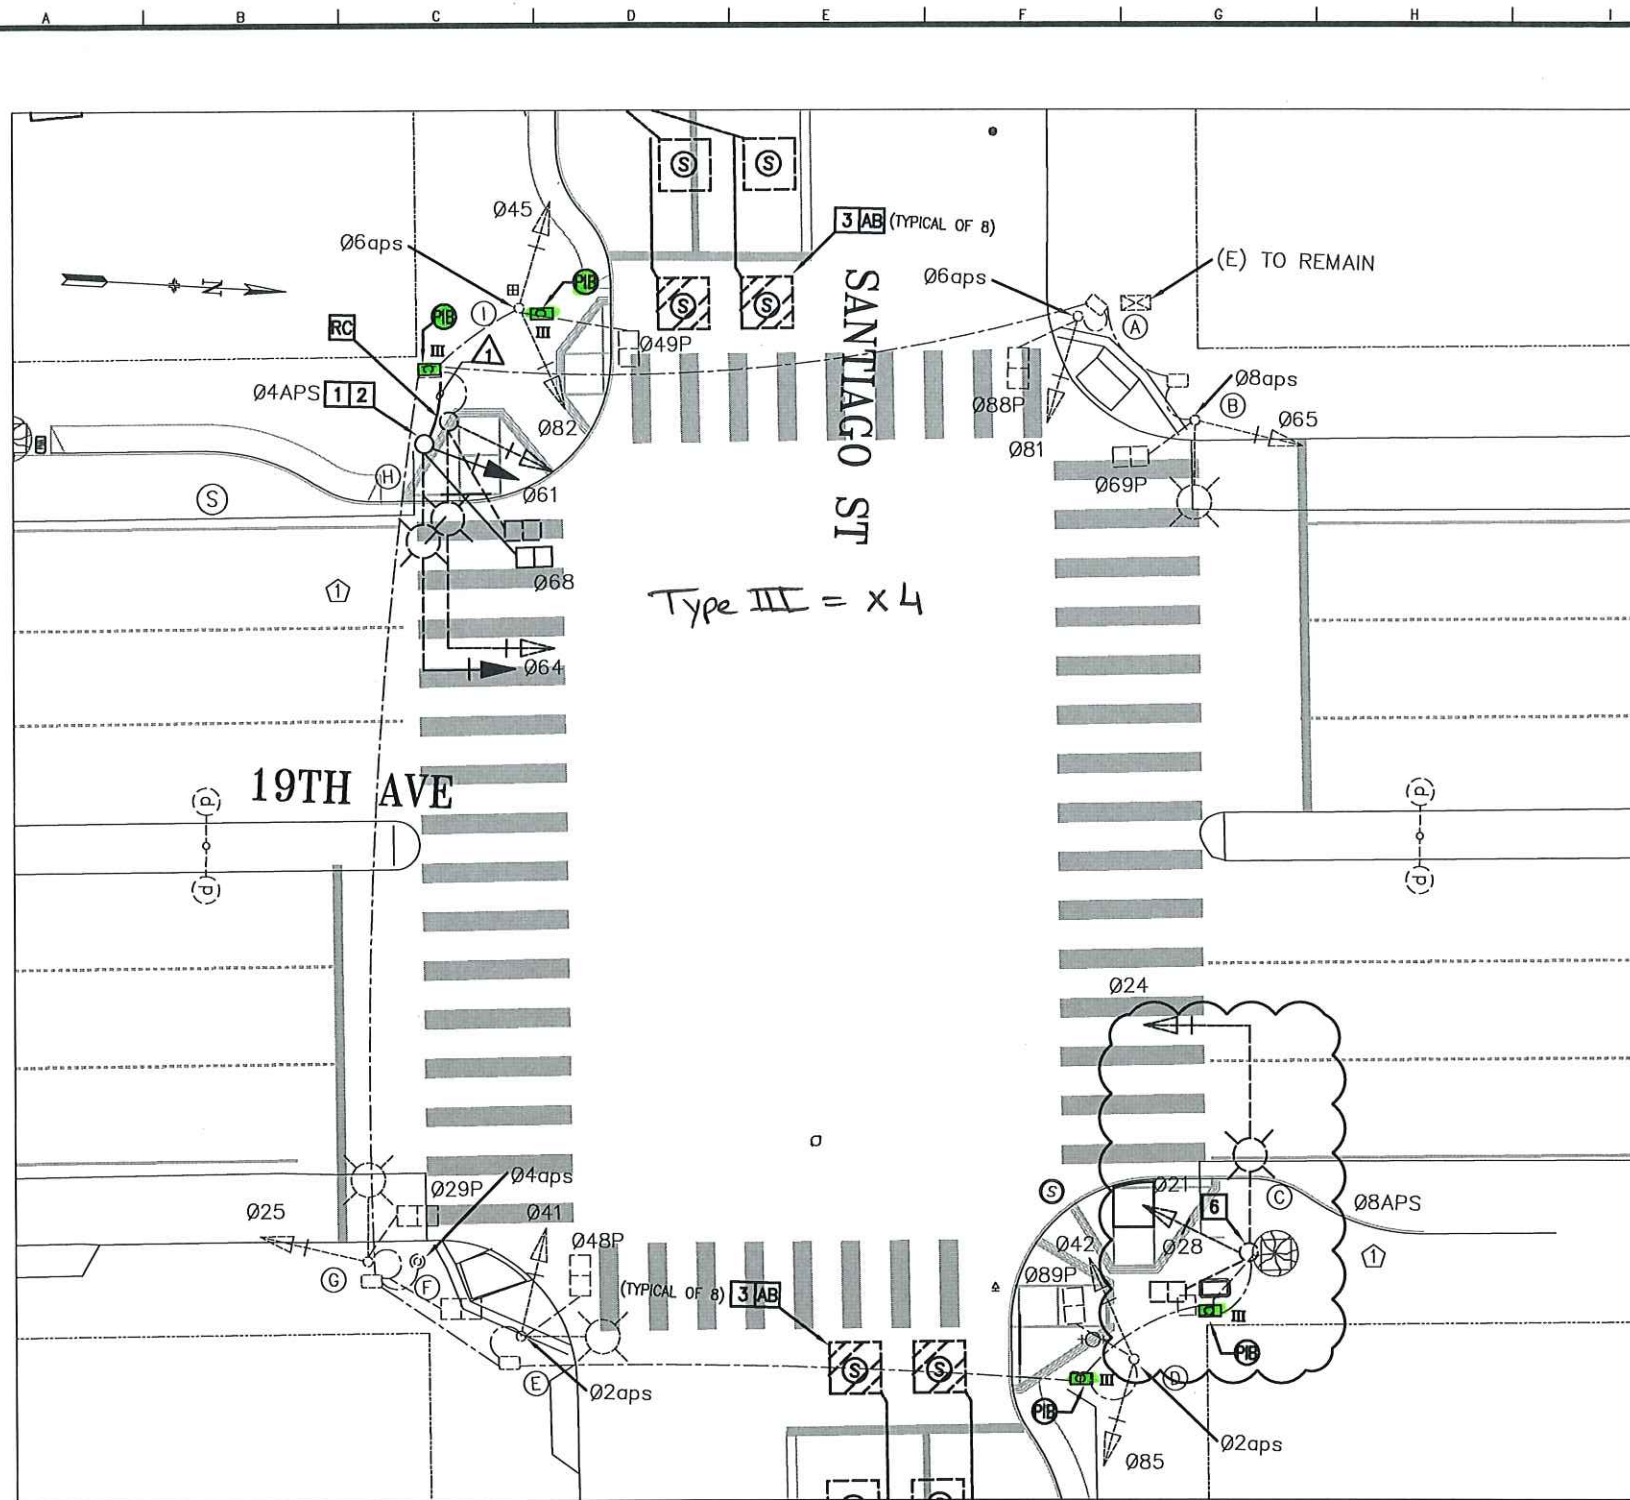 A B C D E F G H I
Ø45
3 AB (TYPICAL OF 8)
S S
Ø6aps
PIB
(E) TO REMAIN
Ø6aps
N
S S
PIB
I
RC
III
III
1
Ø49P
A
Ø8aps
Ø4APS 1 2
Ø88P
B
Ø65
Ø82
Ø81
SANTIAGO ST
H
Ø69P
S
Ø61
Ø68
1
Type III = x 4
Ø64
19TH AVE
P
P
P
P
Ø24
Ø4aps
Ø29P
Ø21
S
C
Ø8APS
Ø25
Ø41
6
Ø48P
Ø42
Ø28
1
G
F
Ø89P
(TYPICAL OF 8) 3 AB
III
PIB
S S
III
D
E
Ø2aps
PIB
Ø2aps
Ø85